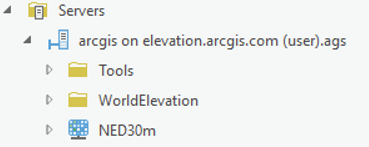 Servers
arcgis on elevation.arcgis.com (user).ags
Tools
WorldElevation
NED30m